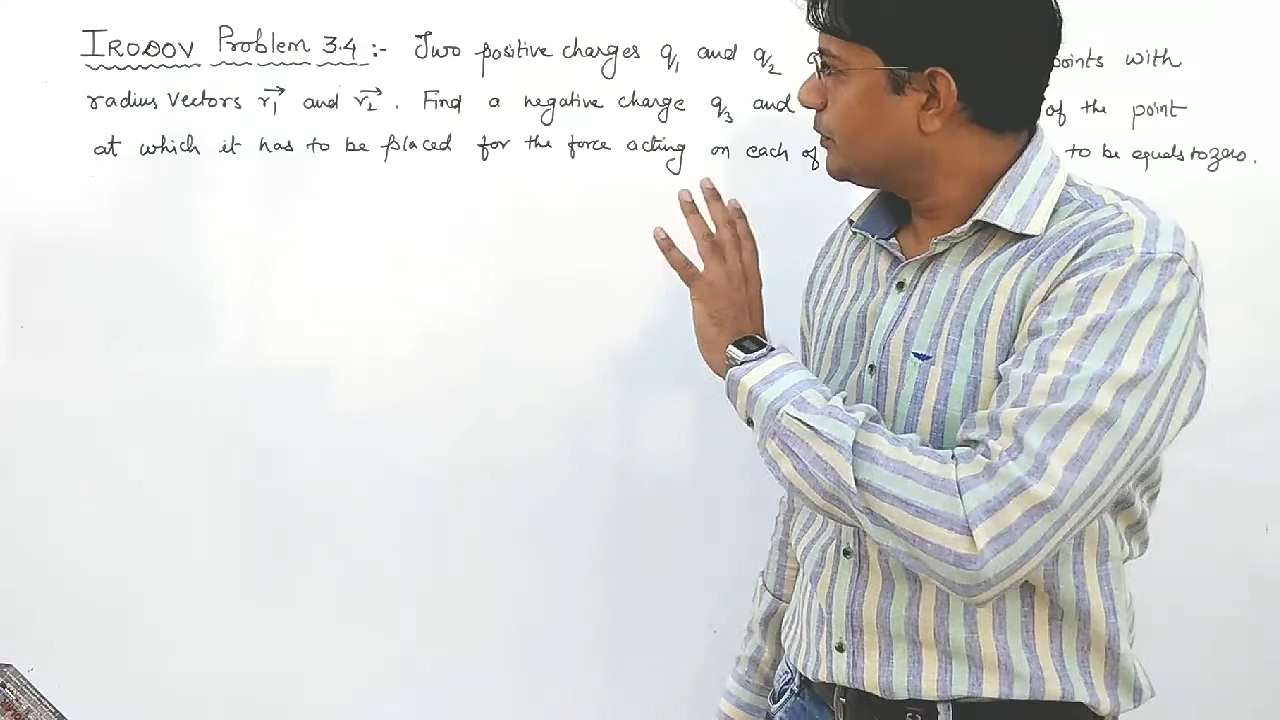 IRODOV Problem 3.4 :- Two positive charges q₁ and q₂ points with
radius vectors r₁ and r₂ . Find a negative charge q₃ and of the point
at which it has to be placed for the force acting on each of to be equals to zero.